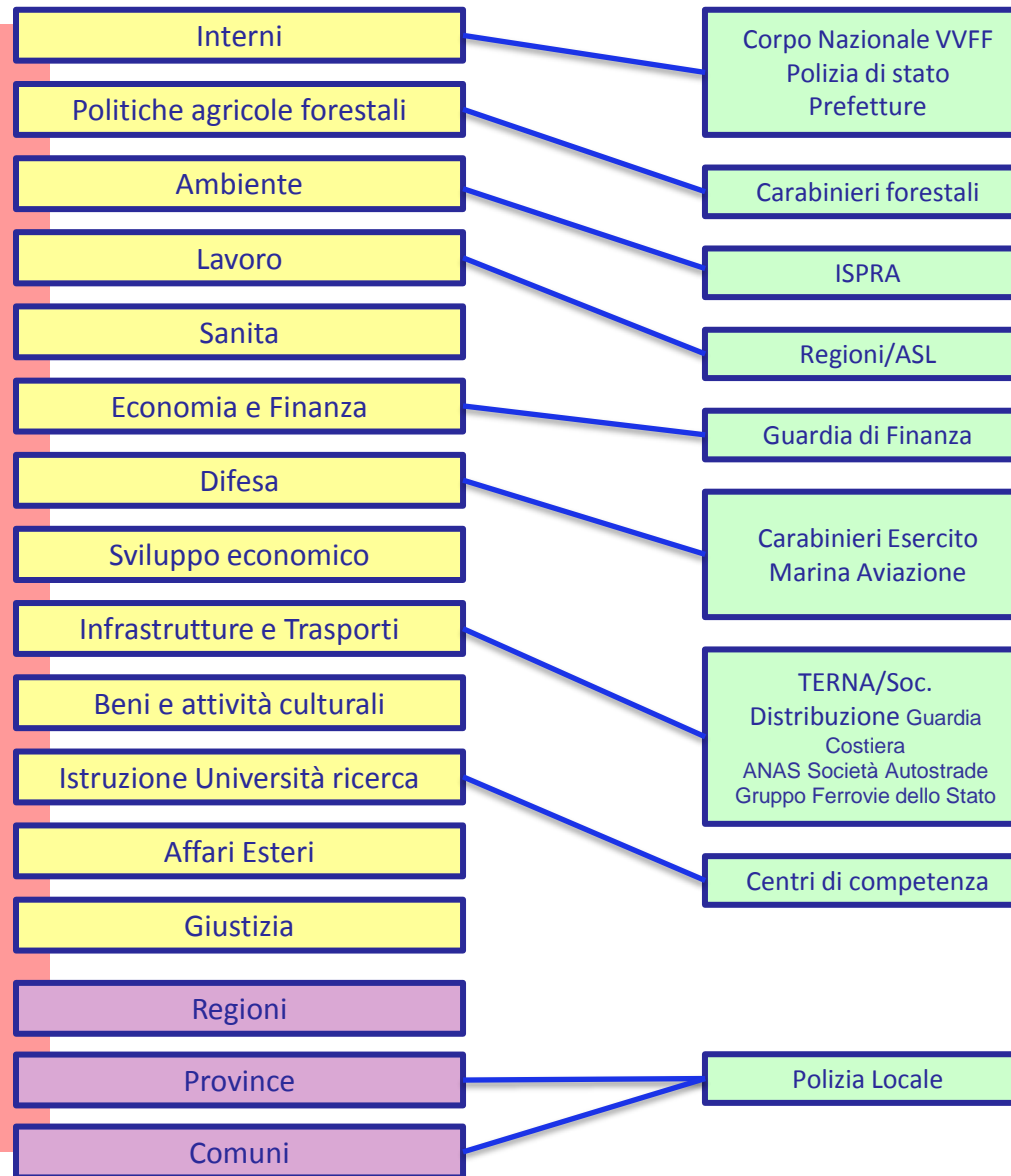 Interni
Politiche agricole forestali
Ambiente
Lavoro
Sanita
Economia e Finanza
Difesa
Sviluppo economico
Infrastrutture e Trasporti
Beni e attività culturali
Istruzione Università ricerca
Affari Esteri
Giustizia
Regioni
Province
Comuni
Corpo Nazionale VVFF
Polizia di stato
Prefetture
Carabinieri forestali
ISPRA
Regioni/ASL
Guardia di Finanza
Carabinieri Esercito
Marina Aviazione
TERNA/Soc.
Distribuzione Guardia
Costiera
ANAS Società Autostrade
Gruppo Ferrovie dello Stato
Centri di competenza
Polizia Locale